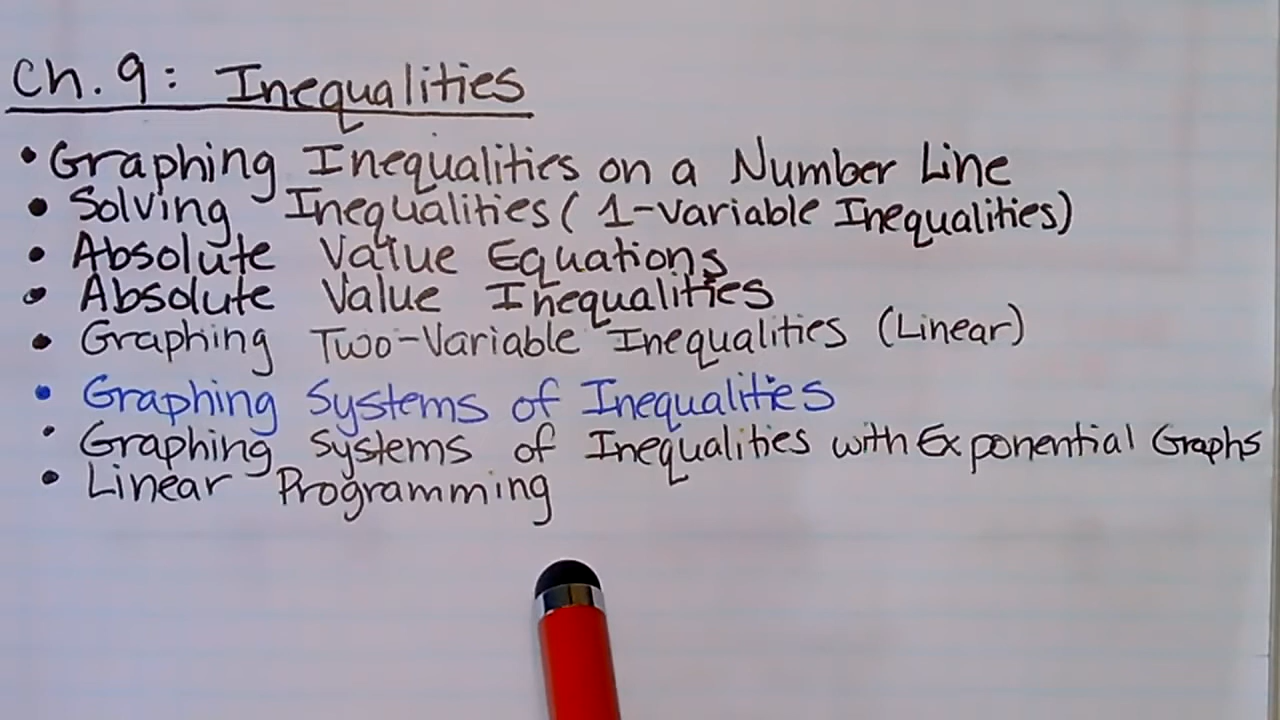 Ch. 9: Inequalities
• Graphing Inequalities on a Number Line
• Solving Inequalities (1-variable Inequalities)
• Absolute Value Equations
• Absolute Value Inequalities
• Graphing Two-Variable Inequalities (Linear)
• Graphing Systems of Inequalities
• Graphing Systems of Inequalities with Exponential Graphs
• Linear Programming